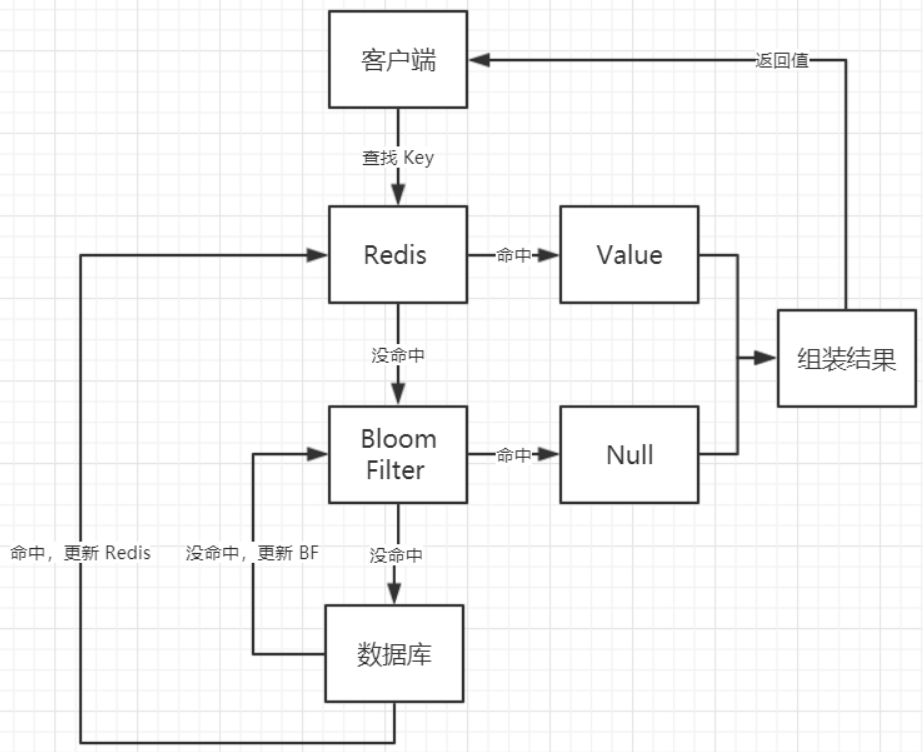 客户端
返回值
查找 Key
Redis
命中
Value
没命中
组装结果
Bloom
Filter
命中
Null
命中，更新 Redis
没命中，更新 BF
没命中
数据库